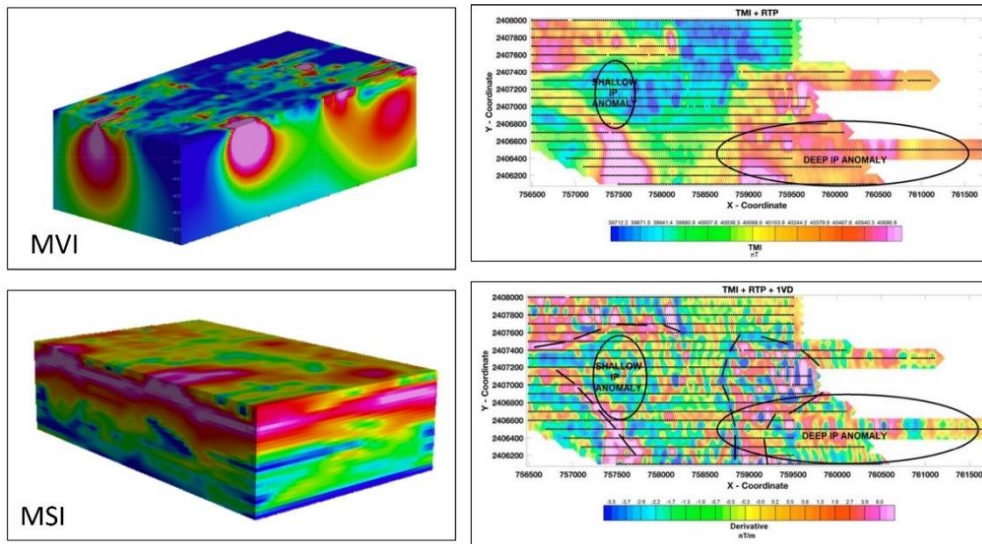 MVI
MSI
TMI + RTP
Y - Coordinate
2408000
2407800
2407600
2407400
2407200
2407000
2406800
2406600
2406400
2406200
SHALLOW
IP
ANOMALY
DEEP IP ANOMALY
756500 757000 757500 758000 758500 759000 759500 760000 760500 761000 761500
X - Coordinate
TMI
nT
TMI + RTP + 1VD
Y - Coordinate
2408000
2407800
2407600
2407400
2407200
2407000
2406800
2406600
2406400
2406200
SHALLOW
IP
ANOMALY
DEEP IP ANOMALY
756500 757000 757500 758000 758500 759000 759500 760000 760500 761000 761500
X - Coordinate
Derivative
nT/m